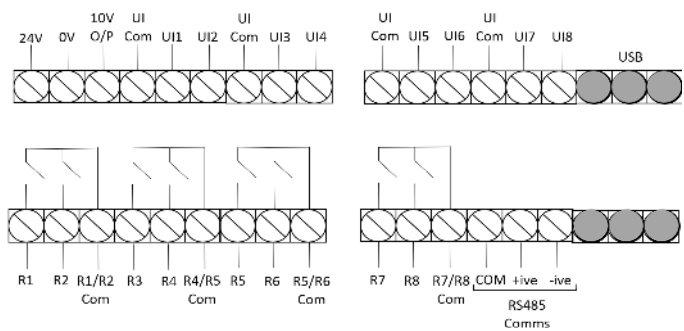 24V 0V 10V O/P UI Com UI1 UI2 UI Com UI3 UI4
UI Com UI5 UI6 UI Com UI7 UI8 USB
R1 R2 R1/R2 Com R3 R4 R4/R5 Com R5 R6 R5/R6 Com
R7 R8 R7/R8 Com COM +ive -ive
RS485
Comms